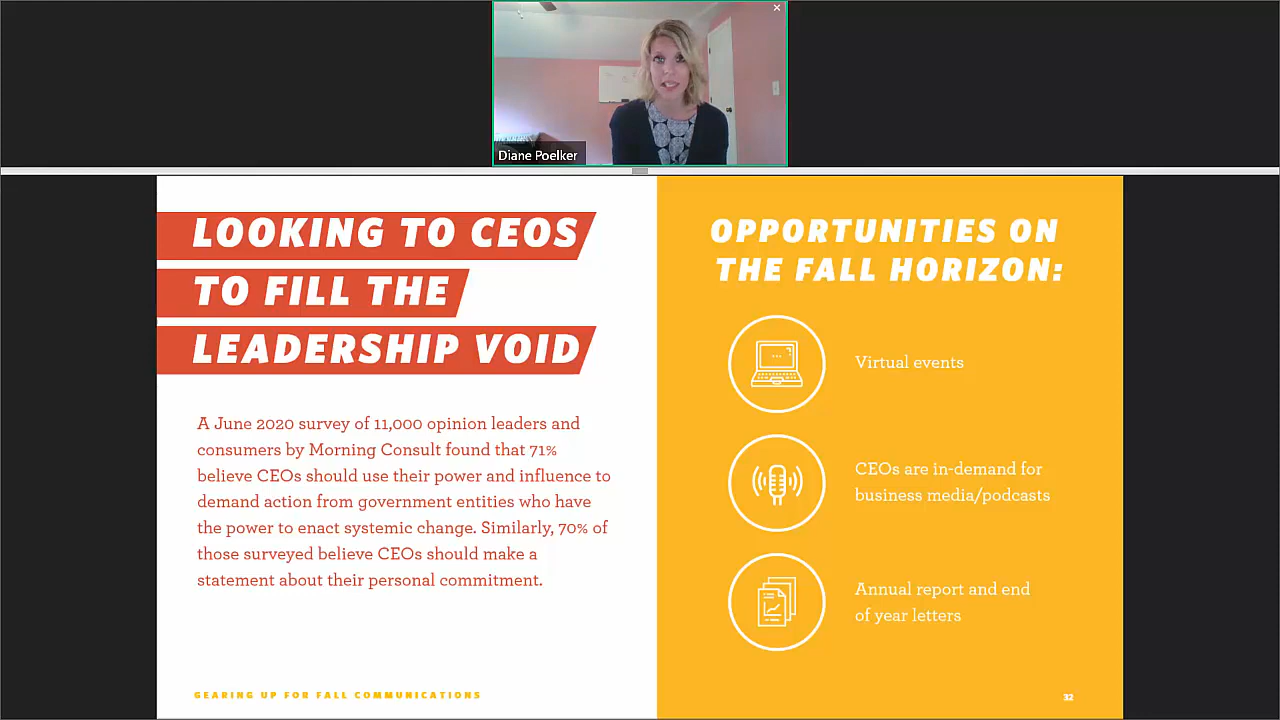 Diane Poelker
LOOKING TO CEOS
TO FILL THE
LEADERSHIP VOID
A June 2020 survey of 11,000 opinion leaders and
consumers by Morning Consult found that 71%
believe CEOs should use their power and influence to
demand action from government entities who have
the power to enact systemic change. Similarly, 70% of
those surveyed believe CEOs should make a
statement about their personal commitment.
GEARING UP FOR FALL COMMUNICATIONS
OPPORTUNITIES ON
THE FALL HORIZON:
Virtual events
CEOs are in-demand for
business media/podcasts
Annual report and end
of year letters
32